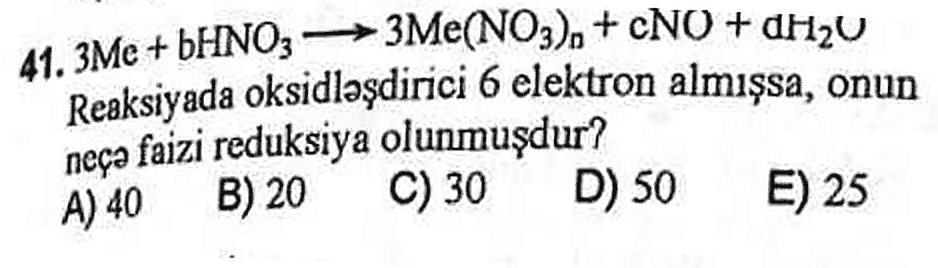 41. 3Me + bHNO₃ ⟶ 3Me(NO₃)ₙ + cNO + dH₂O
Reaksiyada oksidləşdirici 6 elektron almışsa, onun
neçə faizi reduksiya olunmuşdur?
A) 40 B) 20 C) 30 D) 50 E) 25